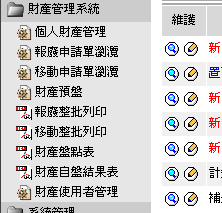 財產管理系統
個人財產管理
報廢申請單瀏覽
移動申請單瀏覽
財產預盤
報廢整批列印
移動整批列印
財產盤點表
財產自盤結果表
財產使用者管理
系統管理
維護
新
置
新
新
新
計
補